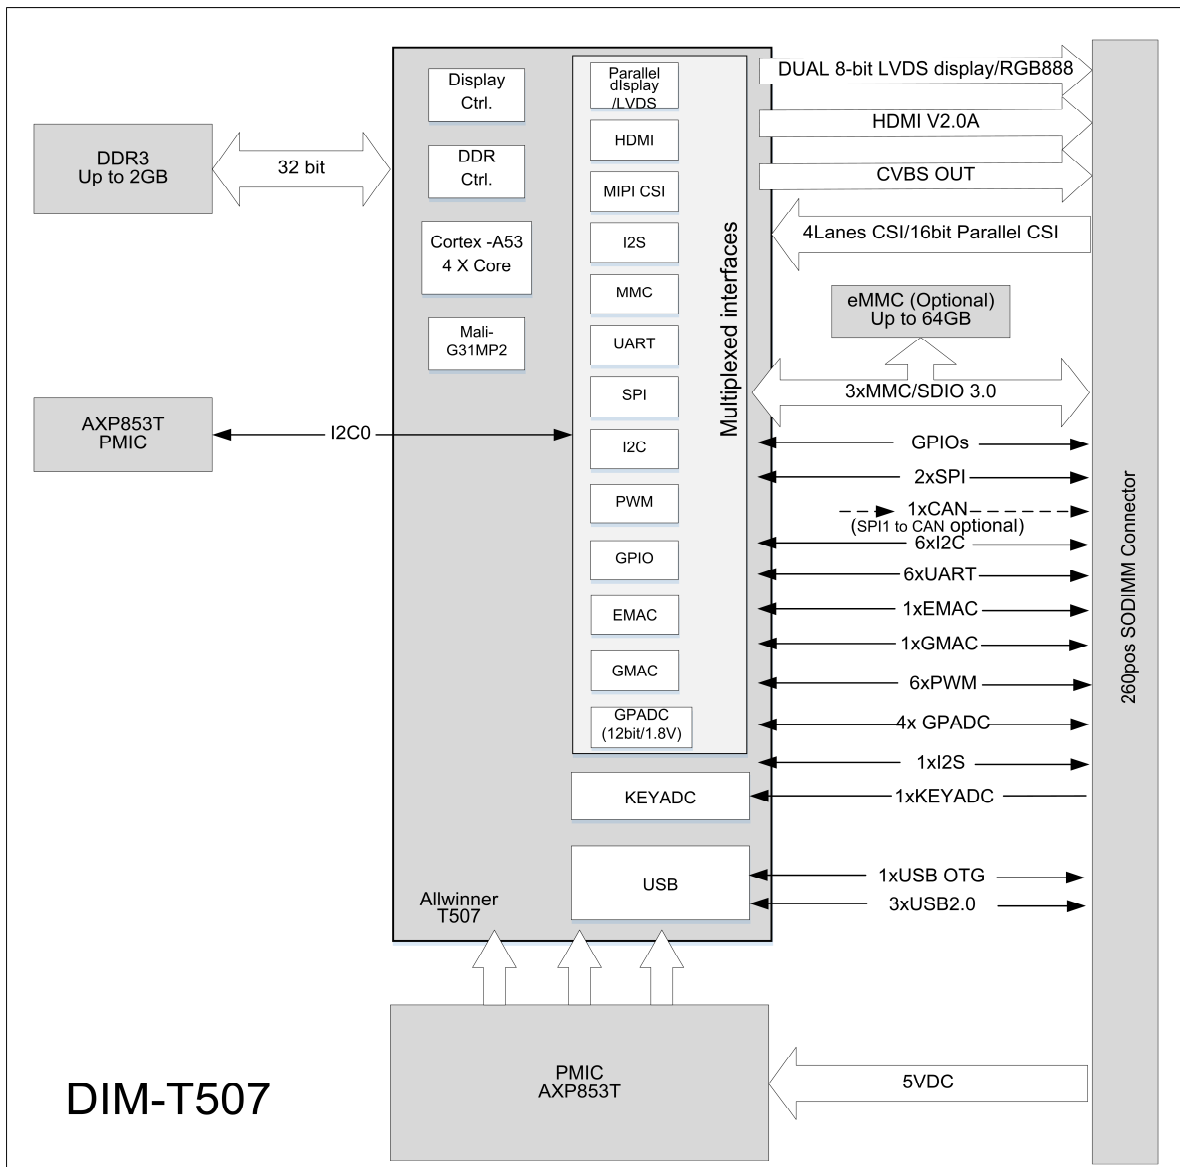 Display
Ctrl.
DDR
Ctrl.
Cortex -A53
4 X Core
Mali-
G31MP2
DDR3
Up to 2GB
32 bit
AXP853T
PMIC
I2C0
Parallel
dIsplay
/LVDS
HDMI
MIPI CSI
I2S
MMC
UART
SPI
I2C
PWM
GPIO
EMAC
GMAC
GPADC
(12bit/1.8V)
Multiplexed interfaces
KEYADC
USB
Allwinner
T507
DUAL 8-bit LVDS display/RGB888
HDMI V2.0A
CVBS OUT
4Lanes CSI/16bit Parallel CSI
eMMC (Optional)
Up to 64GB
3xMMC/SDIO 3.0
GPIOs
2xSPI
1xCAN
(SPI1 to CAN optional)
6xI2C
6xUART
1xEMAC
1xGMAC
6xPWM
4x GPADC
1xI2S
1xKEYADC
1xUSB OTG
3xUSB2.0
260pos SODIMM Connector
PMIC
AXP853T
5VDC
DIM-T507